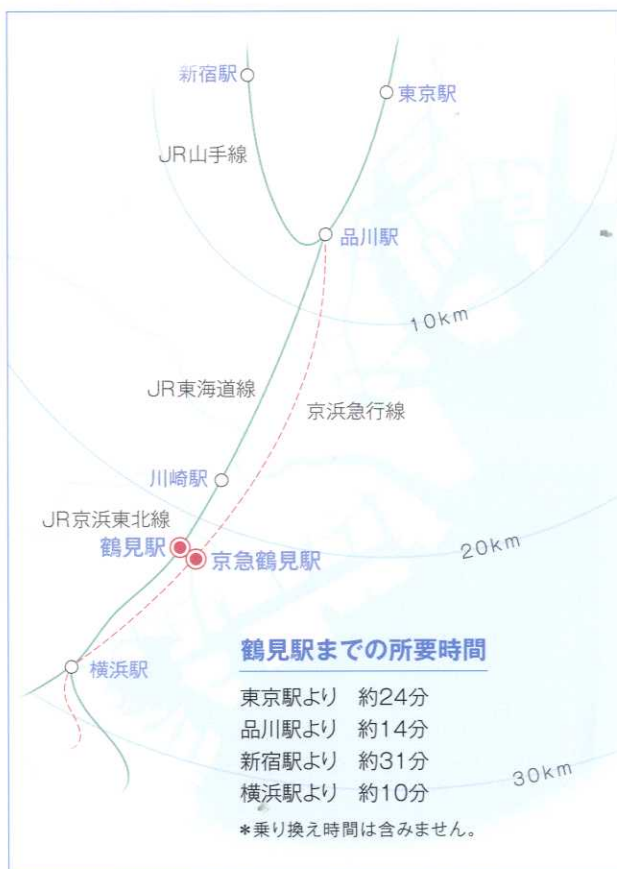 新宿駅
東京駅
JR山手線
品川駅
10km
JR東海道線
京浜急行線
川崎駅
JR京浜東北線
鶴見駅
京急鶴見駅
20km
横浜駅
鶴見駅までの所要時間
東京駅より 約24分
品川駅より 約14分
新宿駅より 約31分
横浜駅より 約10分
*乗り換え時間は含みません。
30km